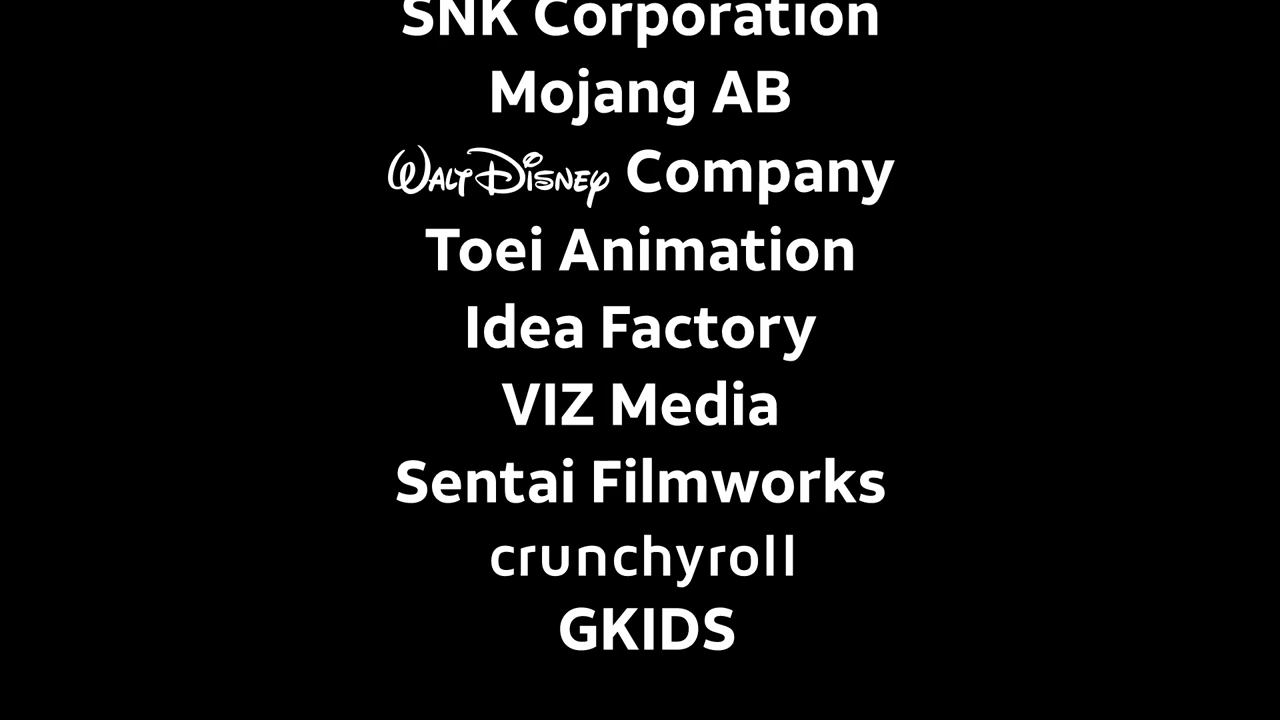 SNK Corporation
Mojang AB
WALT DISNEY Company
Toei Animation
Idea Factory
VIZ Media
Sentai Filmworks
crunchyroll
GKIDS